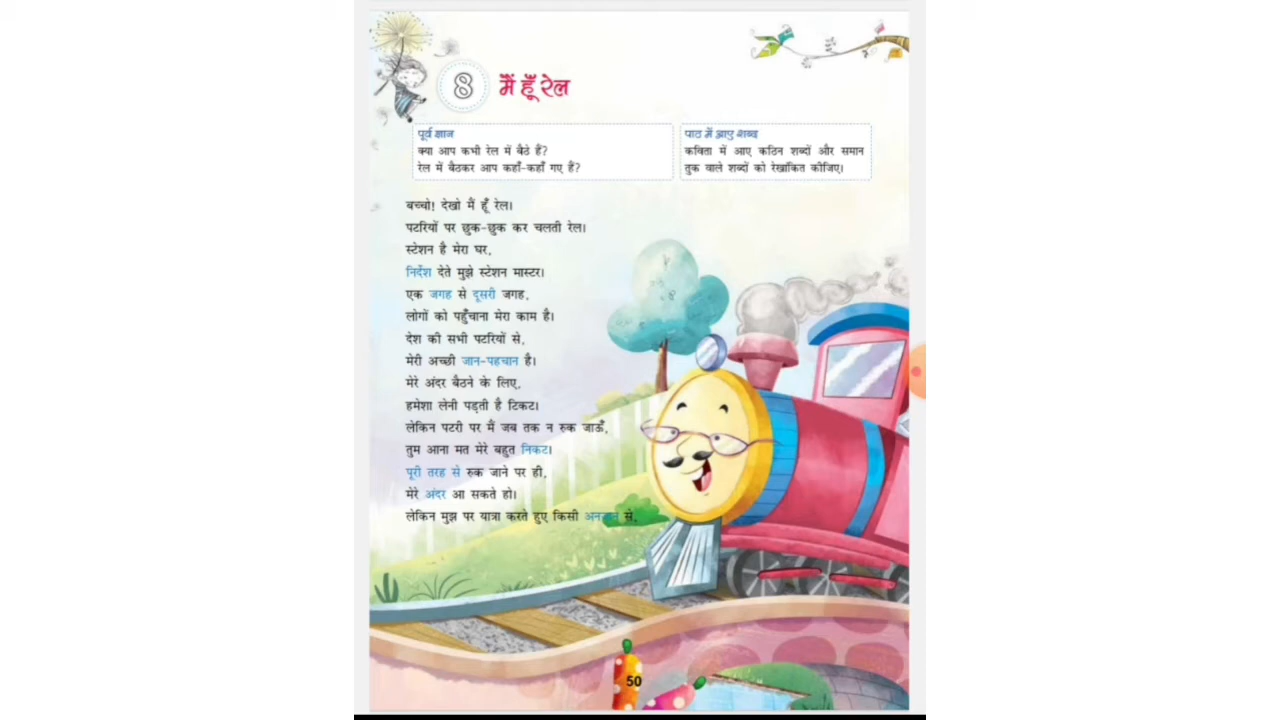 8
मैं हूँ रेल
पूर्व ज्ञान
क्या आप कभी रेल में बैठे हैं?
रेल में बैठकर आप कहाँ-कहाँ गए हैं?
पाठ में आए शब्द
कविता में आए कठिन शब्दों और समान
तुक वाले शब्दों को रेखांकित कीजिए।
बच्चो! देखो मैं हूँ रेल।
पटरियों पर छुक-छुक कर चलती रेल।
स्टेशन है मेरा घर,
निर्देश देते मुझे स्टेशन मास्टर।
एक जगह से दूसरी जगह,
लोगों को पहुँचाना मेरा काम है।
देश की सभी पटरियों से,
मेरी अच्छी जान-पहचान है।
मेरे अंदर बैठने के लिए,
हमेशा लेनी पड़ती है टिकट।
लेकिन पटरी पर मैं जब तक न रुक जाऊँ,
तुम आना मत मेरे बहुत निकट।
पूरी तरह से रुक जाने पर ही,
मेरे अंदर आ सकते हो।
लेकिन मुझ पर यात्रा करते हुए किसी अनजान से,
50